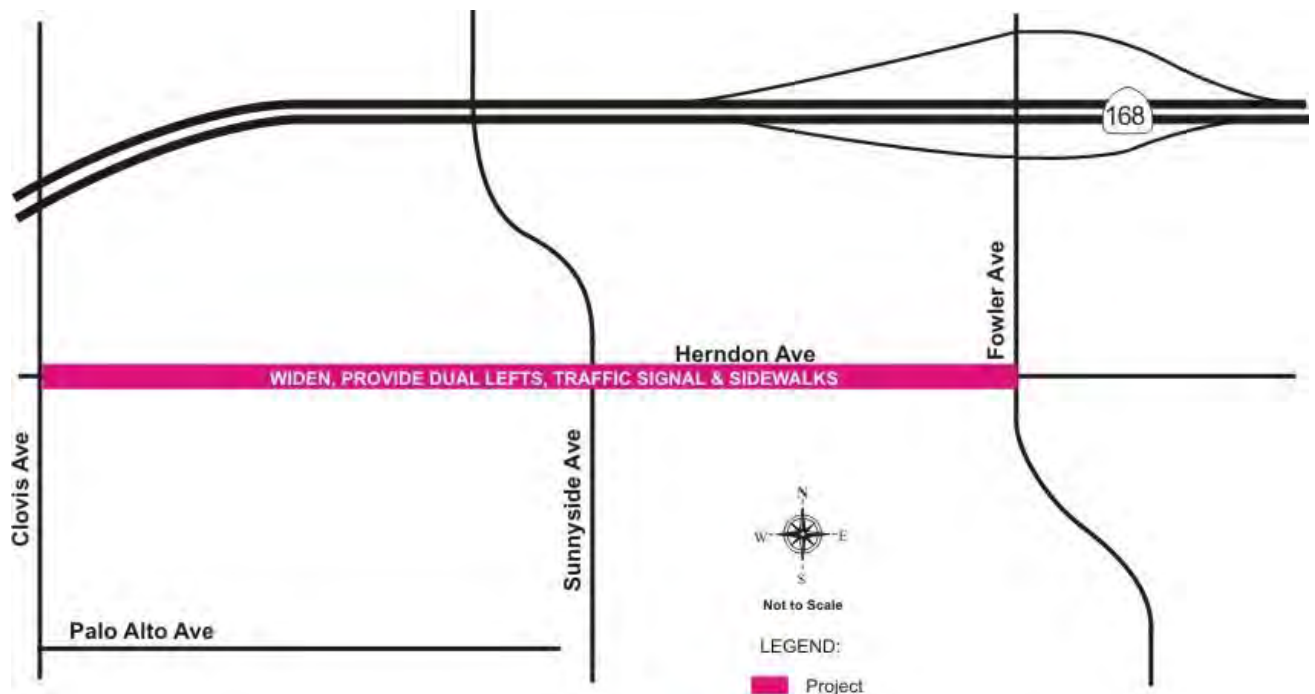 168
Fowler Ave
Herndon Ave
WIDEN, PROVIDE DUAL LEFTS, TRAFFIC SIGNAL & SIDEWALKS
Clovis Ave
Sunnyside Ave
N
W
E
S
Not to Scale
Palo Alto Ave
LEGEND:
Project